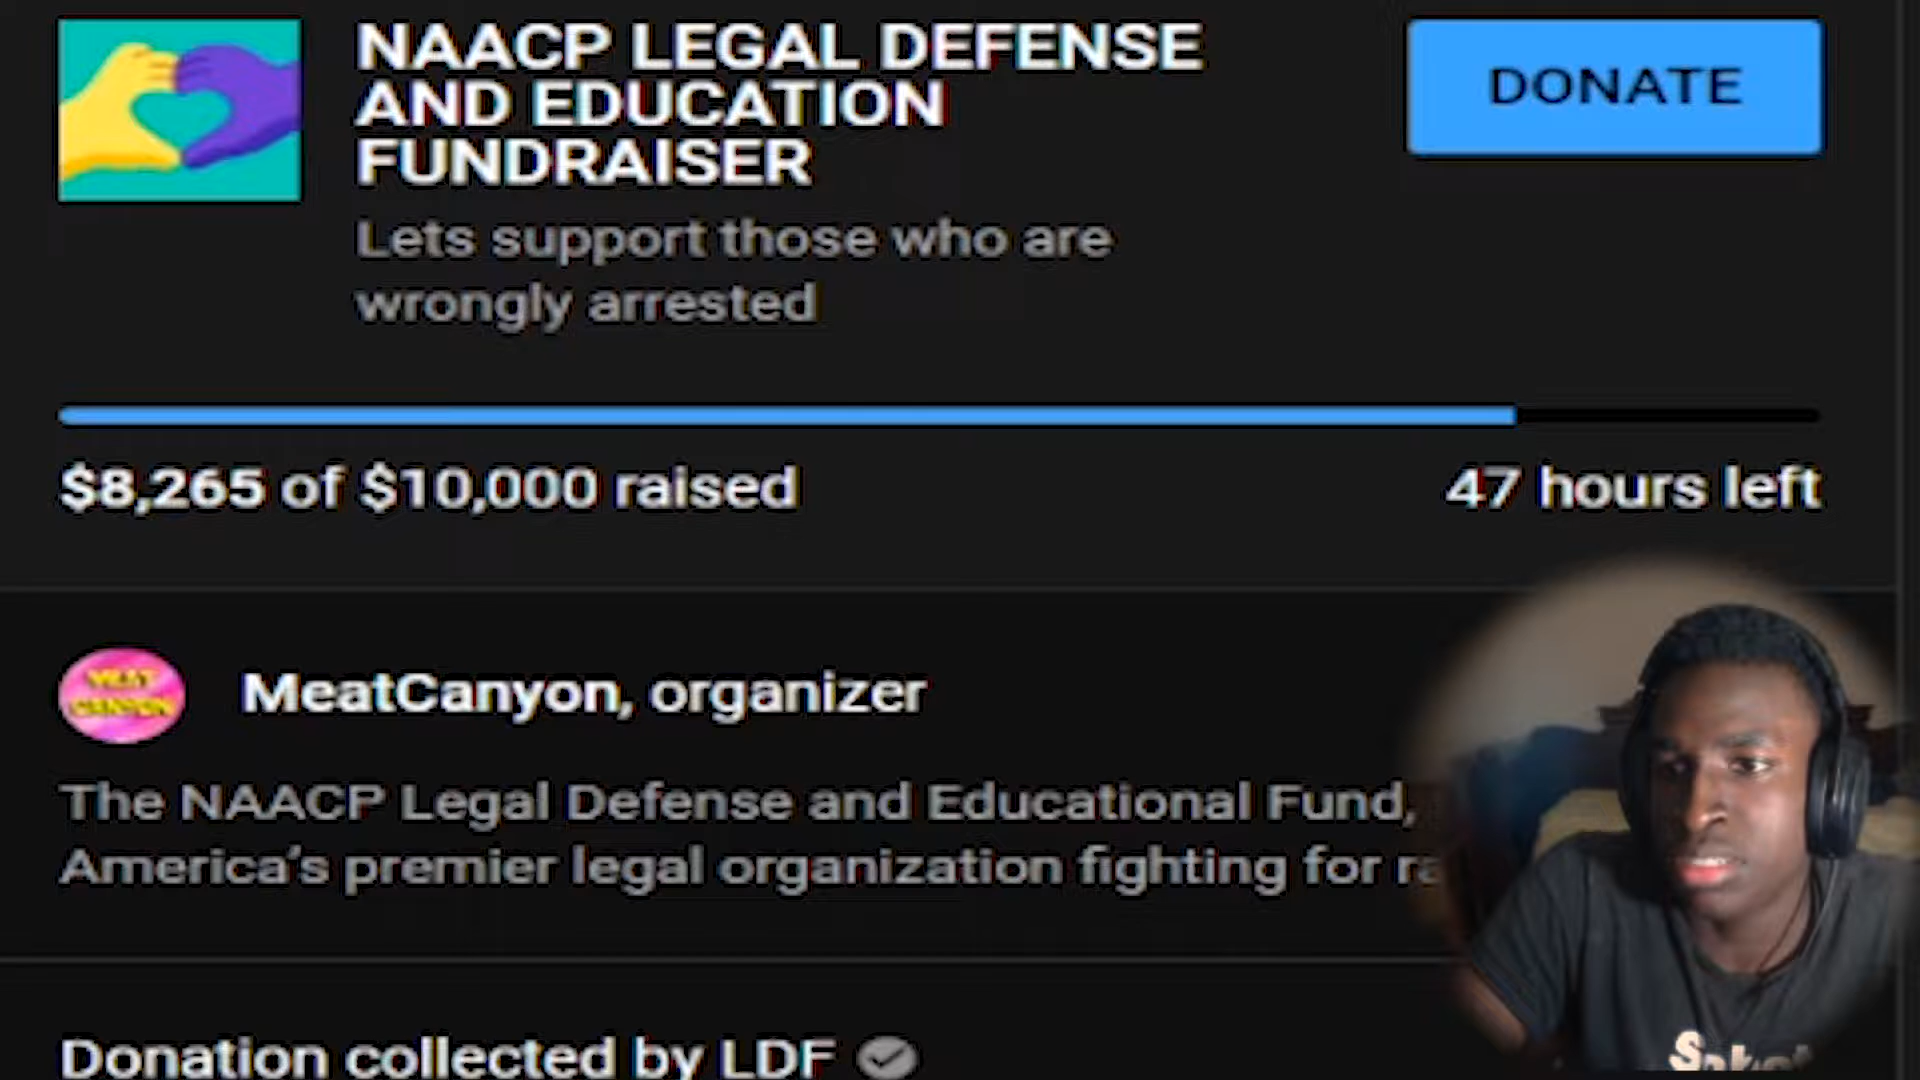 NAACP LEGAL DEFENSE
AND EDUCATION
FUNDRAISER
DONATE
Lets support those who are
wrongly arrested
$8,265 of $10,000 raised
47 hours left
MEAT
CANYON
MeatCanyon, organizer
The NAACP Legal Defense and Educational Fund,
America's premier legal organization fighting for
Donation collected by LDF